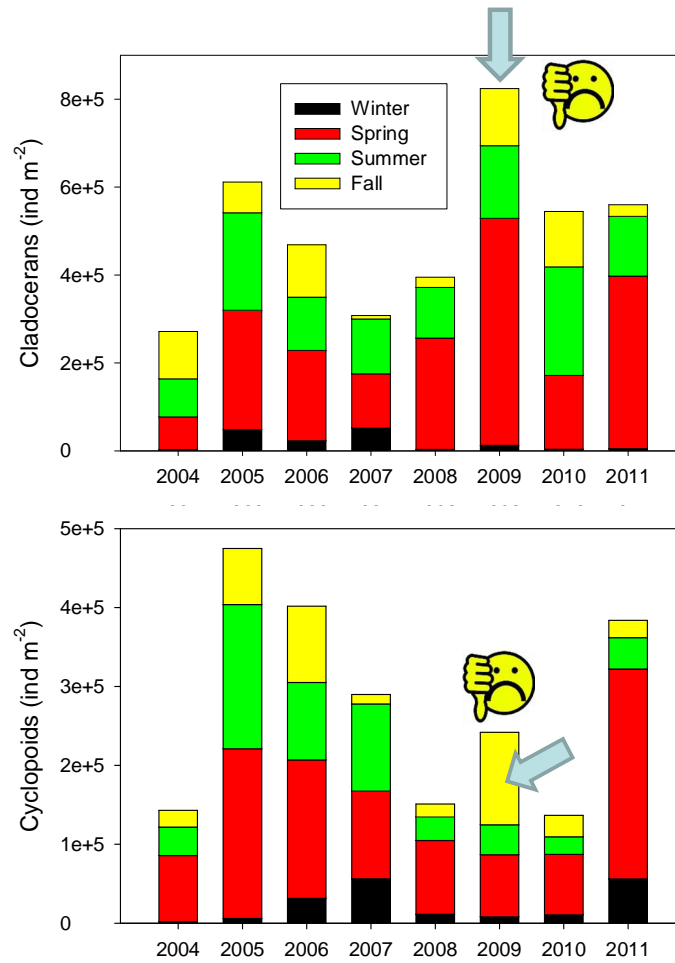 8e+5
6e+5
4e+5
2e+5
0
Cladocerans (ind m-2)
Winter
Spring
Summer
Fall
2004 2005 2006 2007 2008 2009 2010 2011
5e+5
4e+5
3e+5
2e+5
1e+5
0
Cyclopoids (ind m-2)
2004 2005 2006 2007 2008 2009 2010 2011